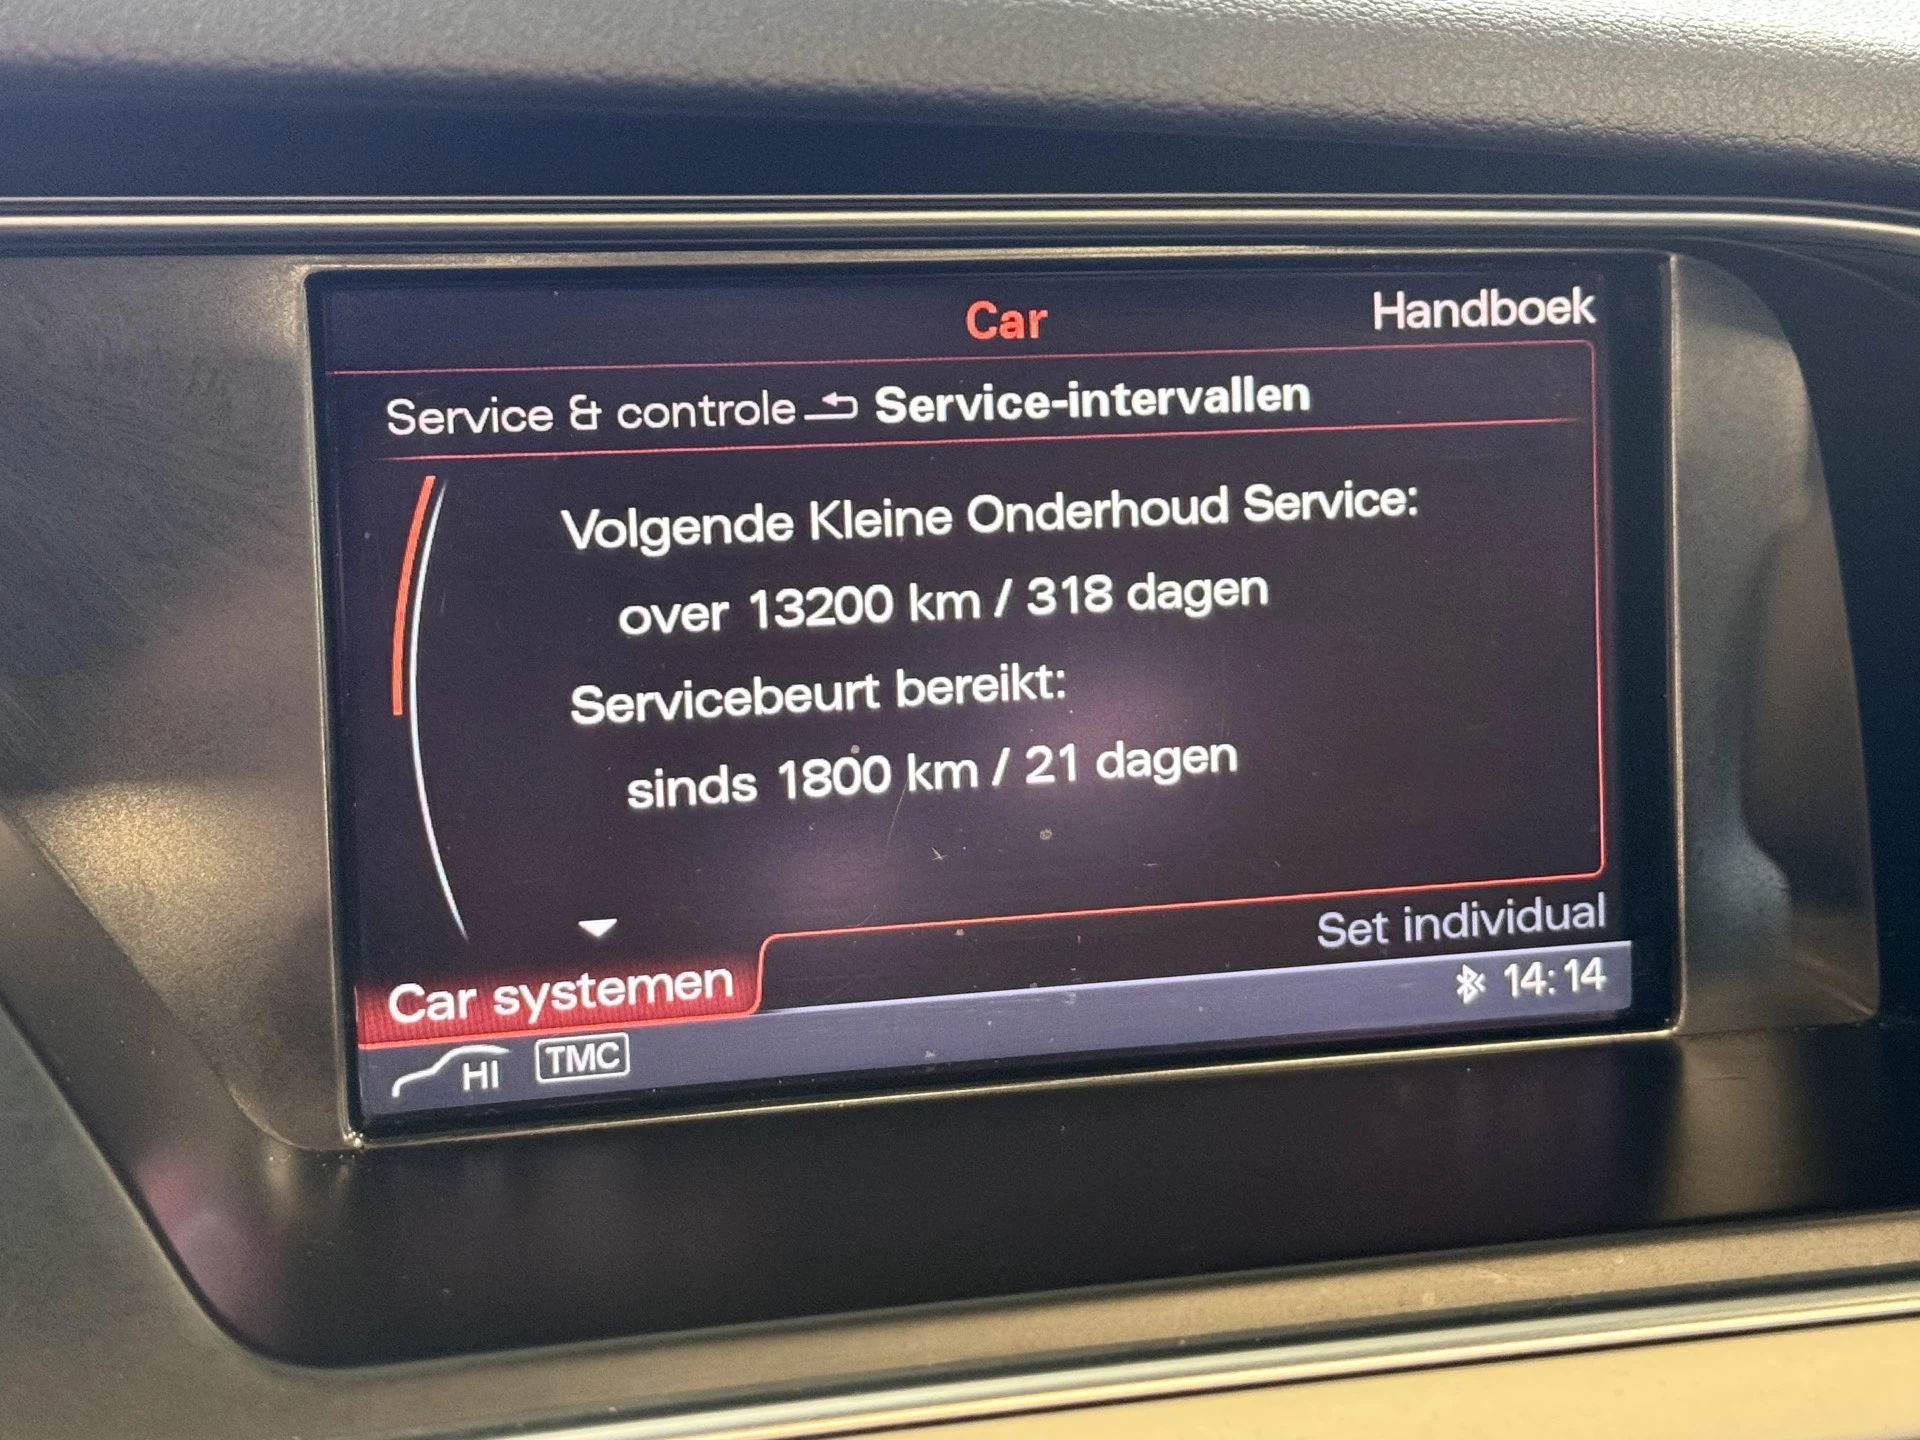 Car
Handboek
Service & controle Service-intervallen
Volgende Kleine Onderhoud Service:
over 13200 km / 318 dagen
Servicebeurt bereikt:
sinds 1800 km / 21 dagen
Set individual
Car systemen
14:14
HI TMC